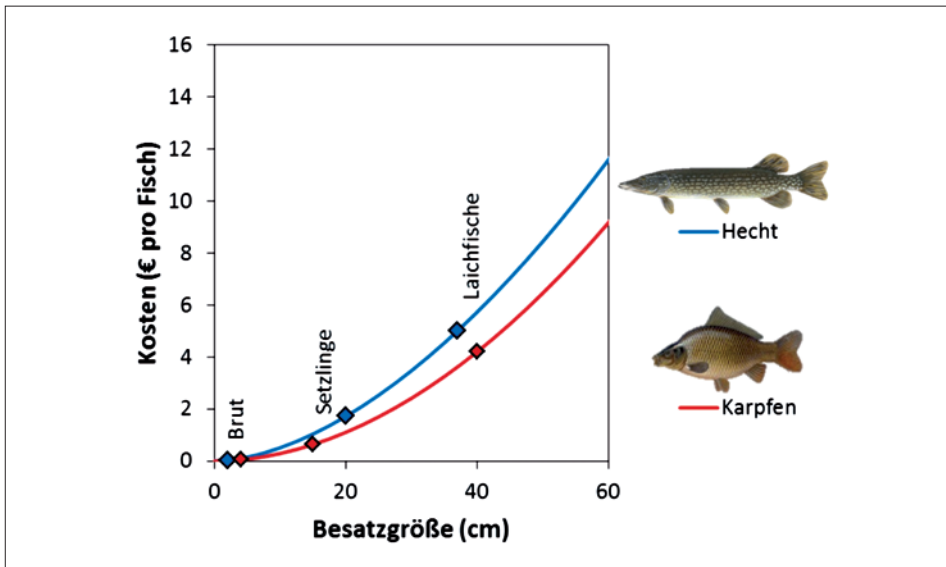 Kosten (€ pro Fisch)
16
14
12
10
8
6
4
2
0
Brut
Setzlinge
Laichfische
0 20 40 60
Besatzgröße (cm)
Hecht
Karpfen